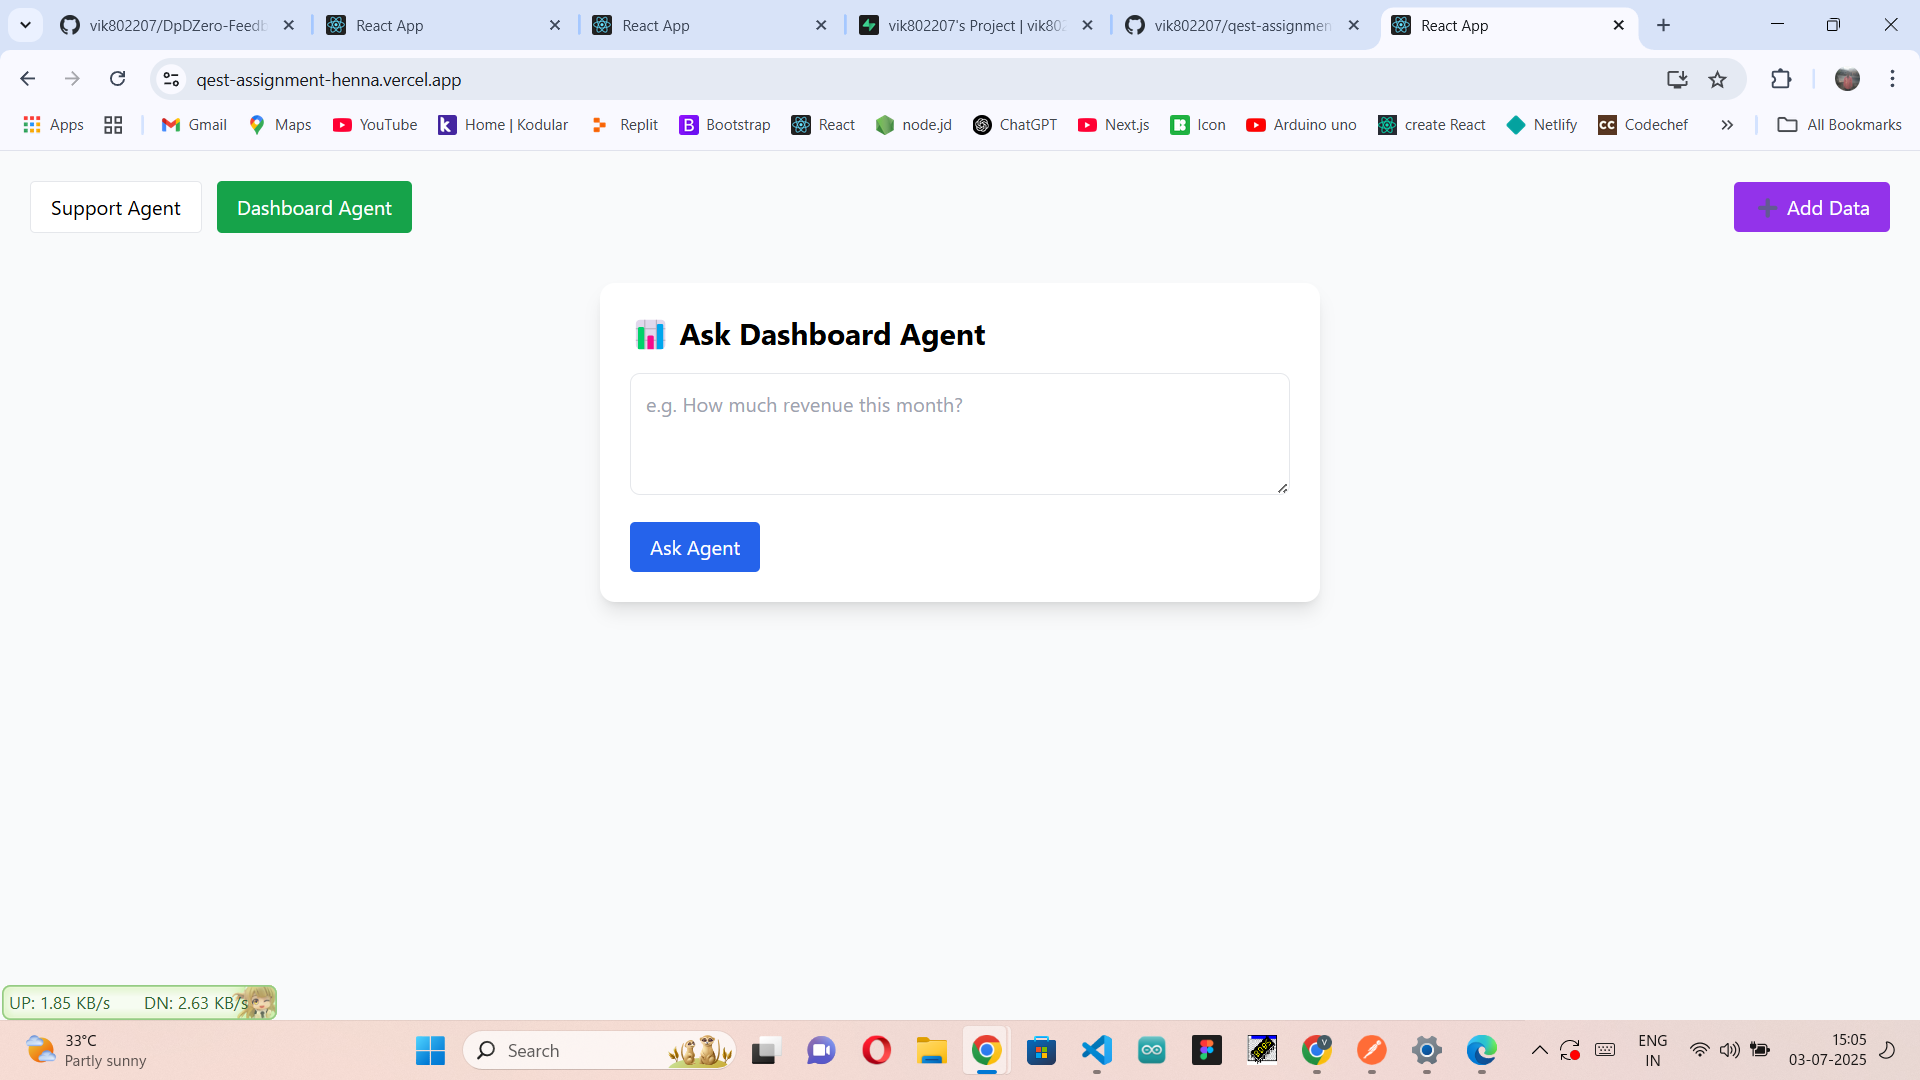 vik802207/DpDZero-Feedb
React App
React App
vik802207's Project | vik802
vik802207/qest-assignmen
React App
qest-assignment-henna.vercel.app
Apps
Gmail
Maps
YouTube
Home | Kodular
Replit
Bootstrap
React
node.jd
ChatGPT
Next.js
Icon
Arduino uno
create React
Netlify
CC Codechef
All Bookmarks
Support Agent
Dashboard Agent
Add Data
Ask Dashboard Agent
e.g. How much revenue this month?
Ask Agent
UP: 1.85 KB/s DN: 2.63 KB/s
33°C
Partly sunny
Search
ENG
IN
15:05
03-07-2025